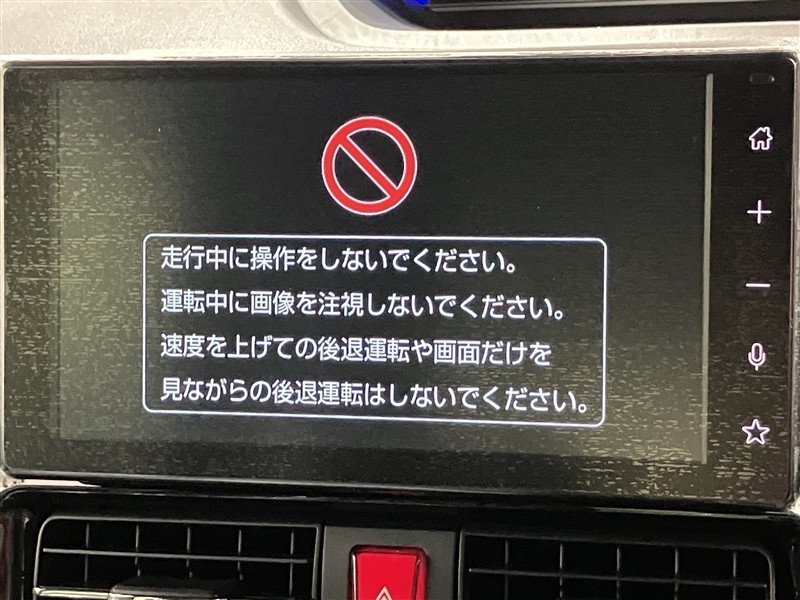 走行中に操作をしないでください。
運転中に画像を注視しないでください。
速度を上げての後退運転や画面だけを
見ながらの後退運転はしないでください。